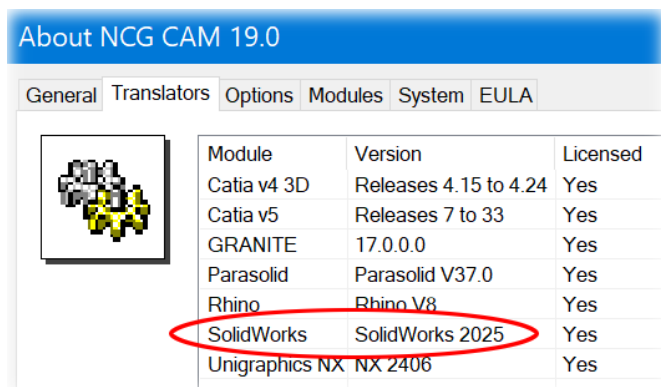 About NCG CAM 19.0
General Translators Options Modules System EULA
Module Version Licensed
Catia v4 3D Releases 4.15 to 4.24 Yes
Catia v5 Releases 7 to 33 Yes
GRANITE 17.0.0.0 Yes
Parasolid Parasolid V37.0 Yes
Rhino Rhino V8 Yes
SolidWorks SolidWorks 2025 Yes
Unigraphics NX NX 2406 Yes